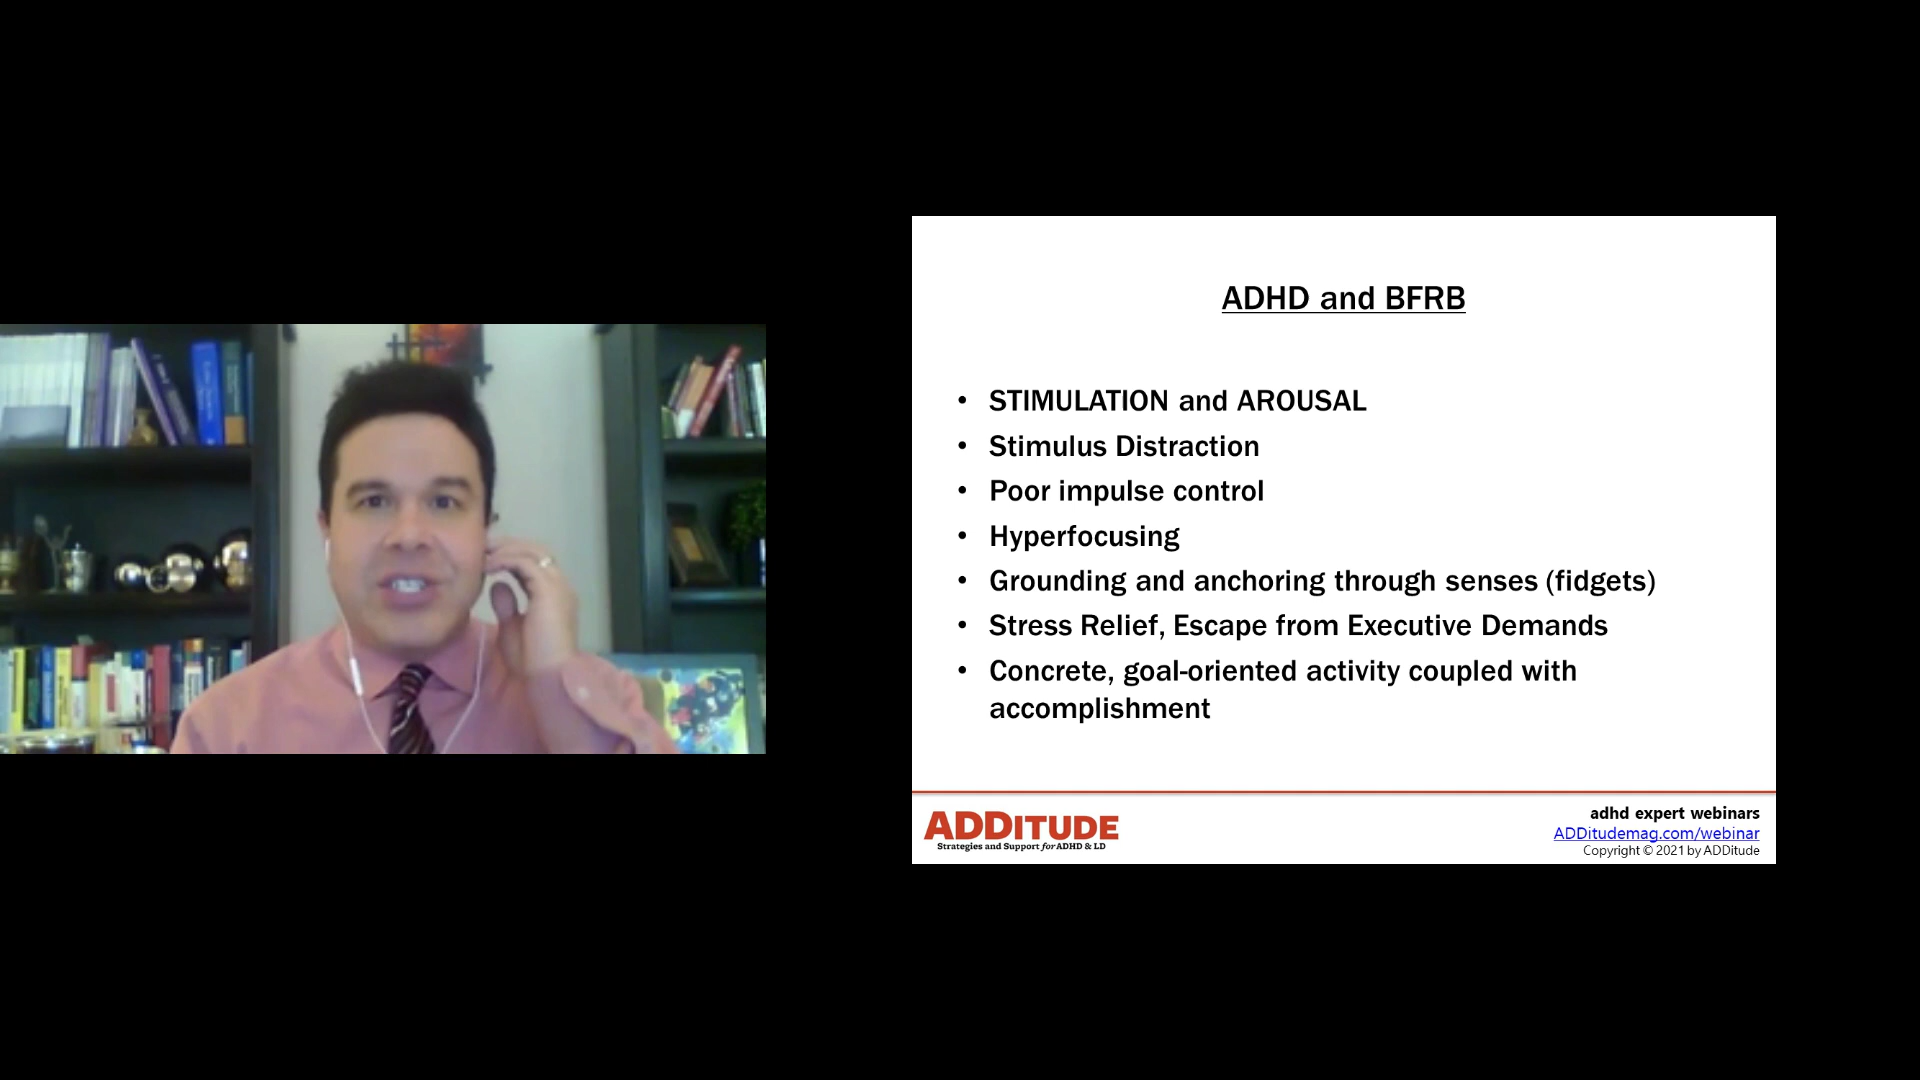 ADHD and BFRB
• STIMULATION and AROUSAL
• Stimulus Distraction
• Poor impulse control
• Hyperfocusing
• Grounding and anchoring through senses (fidgets)
• Stress Relief, Escape from Executive Demands
• Concrete, goal-oriented activity coupled with
accomplishment
ADDITUDE
Strategies and Support for ADHD & LD
adhd expert webinars
ADDitudemag.com/webinar
Copyright © 2021 by ADDitude